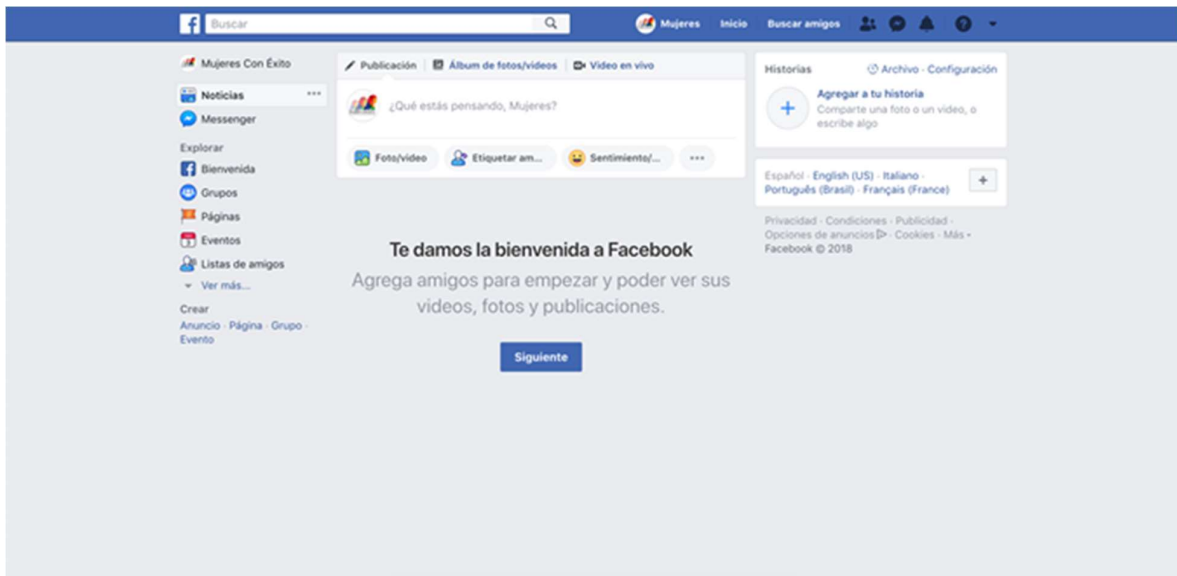 Buscar
Mujeres
Inicio
Buscar amigos
Mujeres Con Éxito
Noticias
Messenger
Explorar
Bienvenida
Grupos
Páginas
Eventos
Listas de amigos
Ver más...
Crear
Anuncio · Página · Grupo ·
Evento
Publicación
Álbum de fotos/videos
Video en vivo
¿Qué estás pensando, Mujeres?
Foto/video
Etiquetar am...
Sentimiento/...
Te damos la bienvenida a Facebook
Agrega amigos para empezar y poder ver sus
videos, fotos y publicaciones.
Siguiente
Historias
Archivo · Configuración
Agregar a tu historia
Comparte una foto o un video, o
escribe algo
Español · English (US) · Italiano ·
Português (Brasil) · Français (France)
Privacidad · Condiciones · Publicidad ·
Opciones de anuncios · Cookies · Más
Facebook © 2018